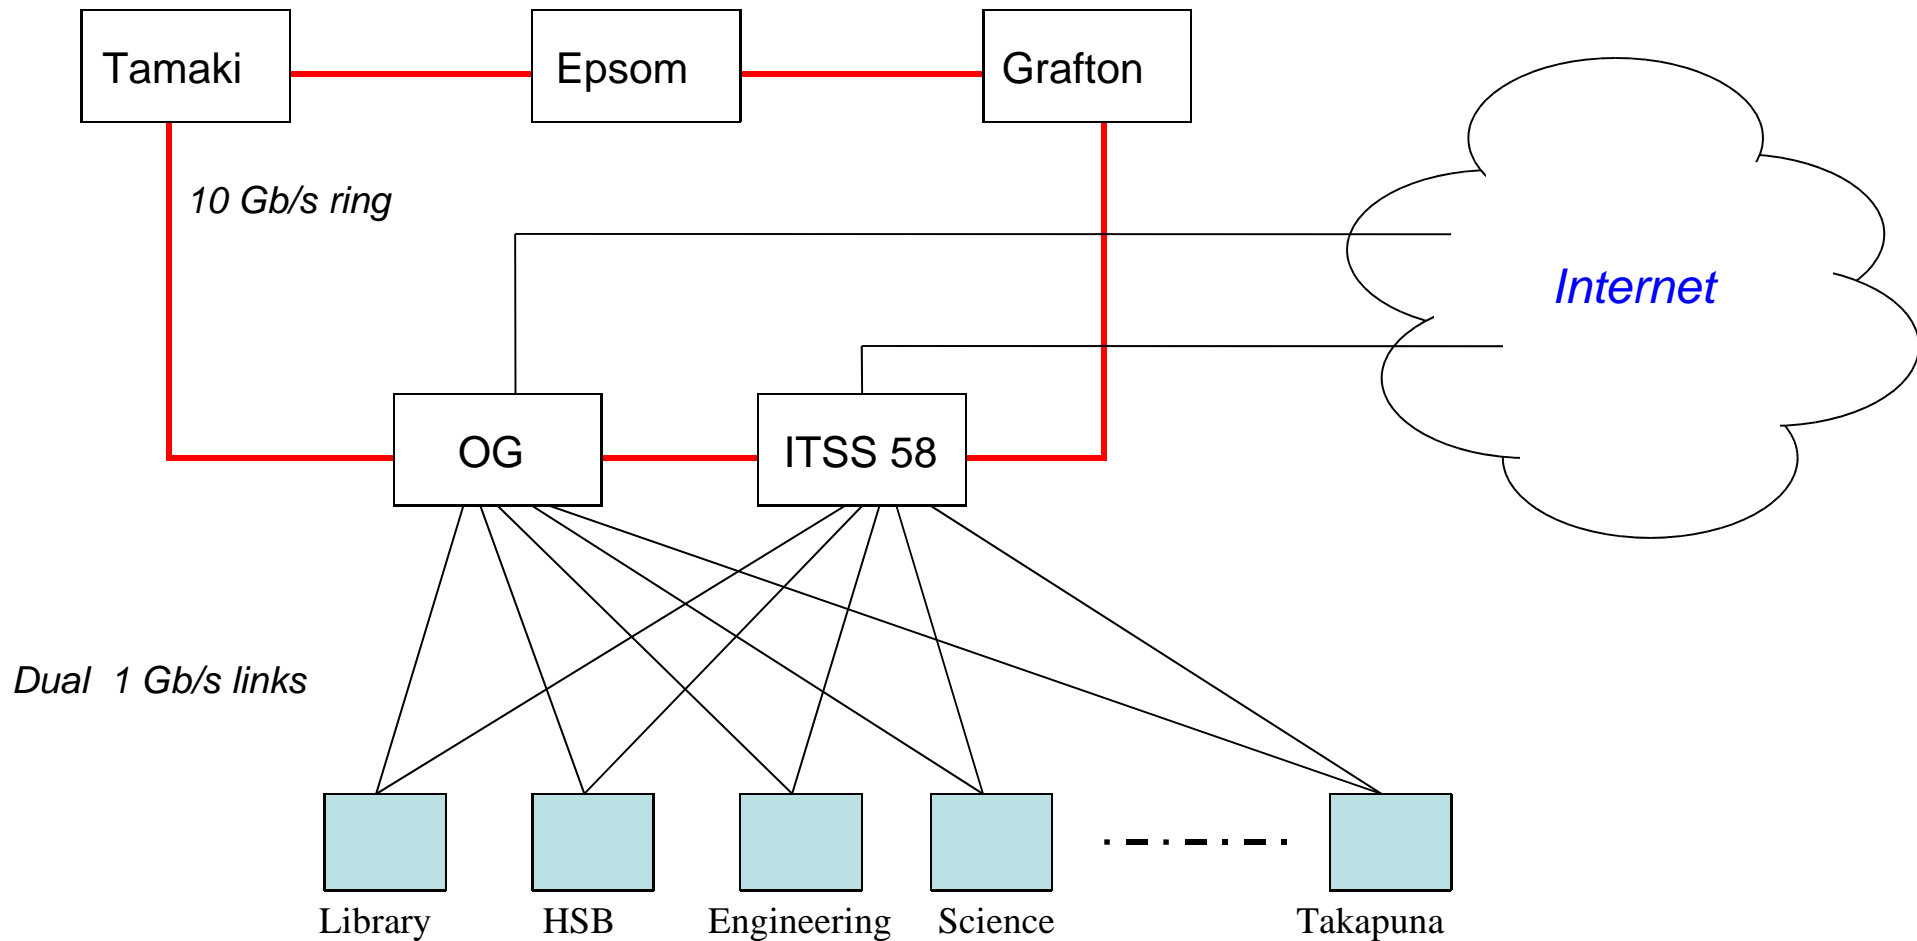 Tamaki
Epsom
Grafton
10 Gb/s ring
Internet
OG
ITSS 58
Dual 1 Gb/s links
Library
HSB
Engineering
Science
Takapuna